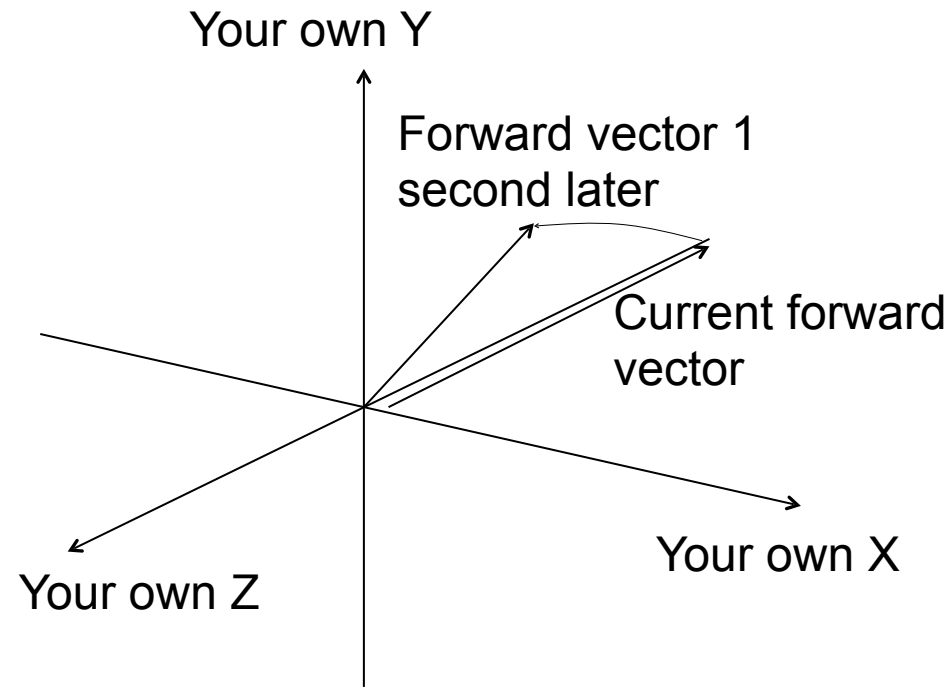 Your own Y
Forward vector 1
second later
Current forward
vector
Your own X
Your own Z